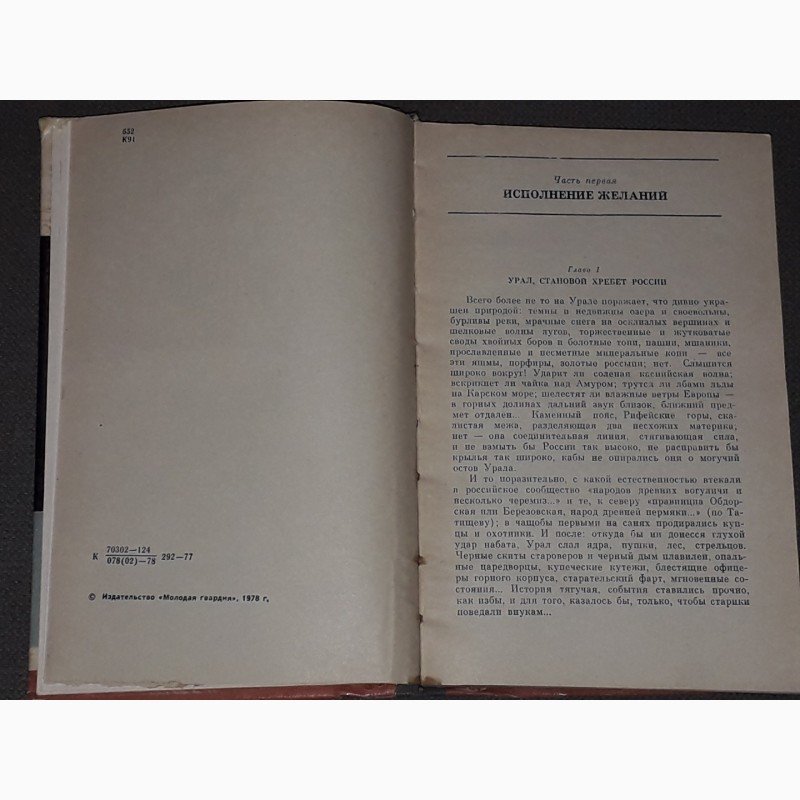 652
К91
К 70302—124 292—77
078(02)—78
© Издательство «Молодая гвардия», 1978 г.
Часть первая
ИСПОЛНЕНИЕ ЖЕЛАНИЙ
Глава 1
УРАЛ, СТАНОВОЙ ХРЕБЕТ РОССИИ
Всего более не то на Урале поражает, что дивно укра-
шен природой: темны и недвижны озера и своевольны,
бурливы реки, мрачные снега на осклизлых вершинах и
шелковые волны лугов, торжественные и жутковатые
своды хвойных боров и болотные топи, пашни, мшаники,
прославленные и несметные минеральные копи — все
эти яшмы, порфиры, золотые россыпи; нет. Слышится
широко вокруг! Ударит ли соленая каспийская волна;
вскрикнет ли чайка над Амуром; трутся ли лбами льды
на Карском море; шелестят ли влажные ветры Европы —
в горных долинах дальний звук близок, ближний пред-
мет отдален... Каменный пояс, Рифейские горы, ска-
листая межа, разделяющая два несхожих материка;
нет — она соединительная линия, стягивающая сила,
и не взмыть бы России так высоко, не расправить бы
крылья так широко, кабы не опирались они о могучий
остов Урала.
И то поразительно, с какой естественностью втекали
в российское сообщество «народов древних вогуличи и
несколько черемиз...» и те, к северу «правинциа Обдор-
ская или Березовская, народ древней пермяки...» (по Та-
тищеву); в чащобы первыми на санях продирались куп-
цы и охотники. И после: откуда бы ни донесся глухой
удар набата, Урал слал ядра, пушки, лес, стрельцов.
Черные скиты староверов и черный дым плавилен, опаль-
ные царедворцы, купеческие кутежи, блестящие офице-
ры горного корпуса, старательский фарт, мгновенные со-
стояния... История тягучая, события ставились прочно,
как избы, и для того, казалось бы, только, чтобы старики
поведали внукам...